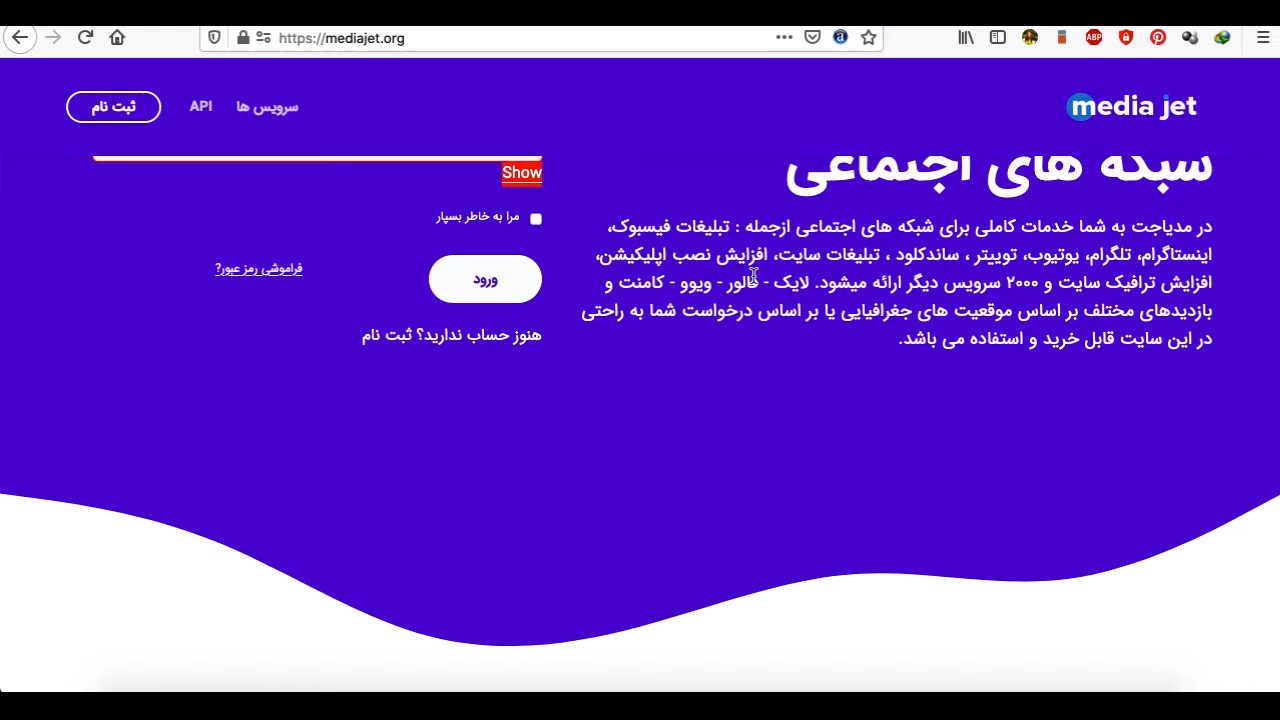 https://mediajet.org
ABP
media jet
سرویس ها
API
ثبت نام
سبکه های اجتماعی
در مدیاجت به شما خدمات کاملی برای شبکه های اجتماعی ازجمله : تبلیغات فیسبوک،
اینستاگرام، تلگرام، یوتیوب، توییتر ، ساندکلود ، تبلیغات سایت، افزایش نصب اپلیکیشن،
افزایش ترافیک سایت و ۲۰۰۰ سرویس دیگر ارائه میشود. لایک - فالور - ویوو - کامنت و
بازدیدهای مختلف بر اساس موقعیت های جغرافیایی یا بر اساس درخواست شما به راحتی
در این سایت قابل خرید و استفاده می باشد.
Show
مرا به خاطر بسپار
ورود
فراموشی رمز عبور?
هنوز حساب ندارید؟ ثبت نام